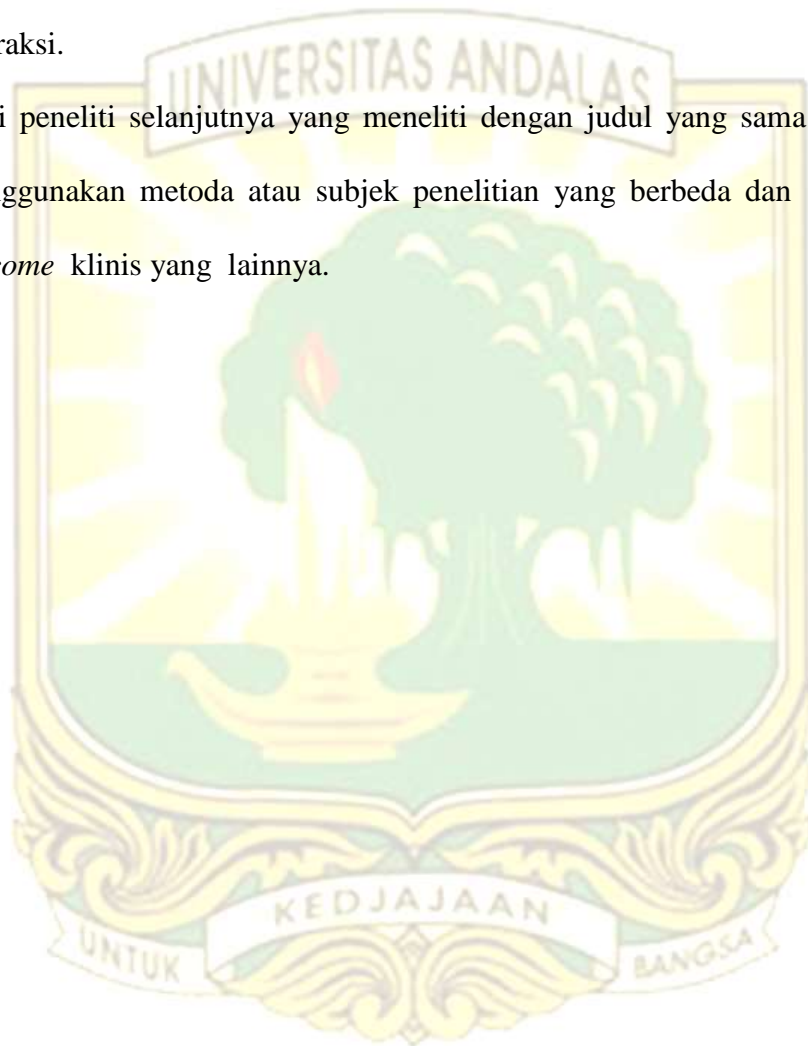 raksi.
UNIVERSITAS ANDALAS
i peneliti selanjutnya yang meneliti dengan judul yang sama
ggunakan metoda atau subjek penelitian yang berbeda dan
come klinis yang lainnya.
KEDJAJAAN
UNTUK BANGSA